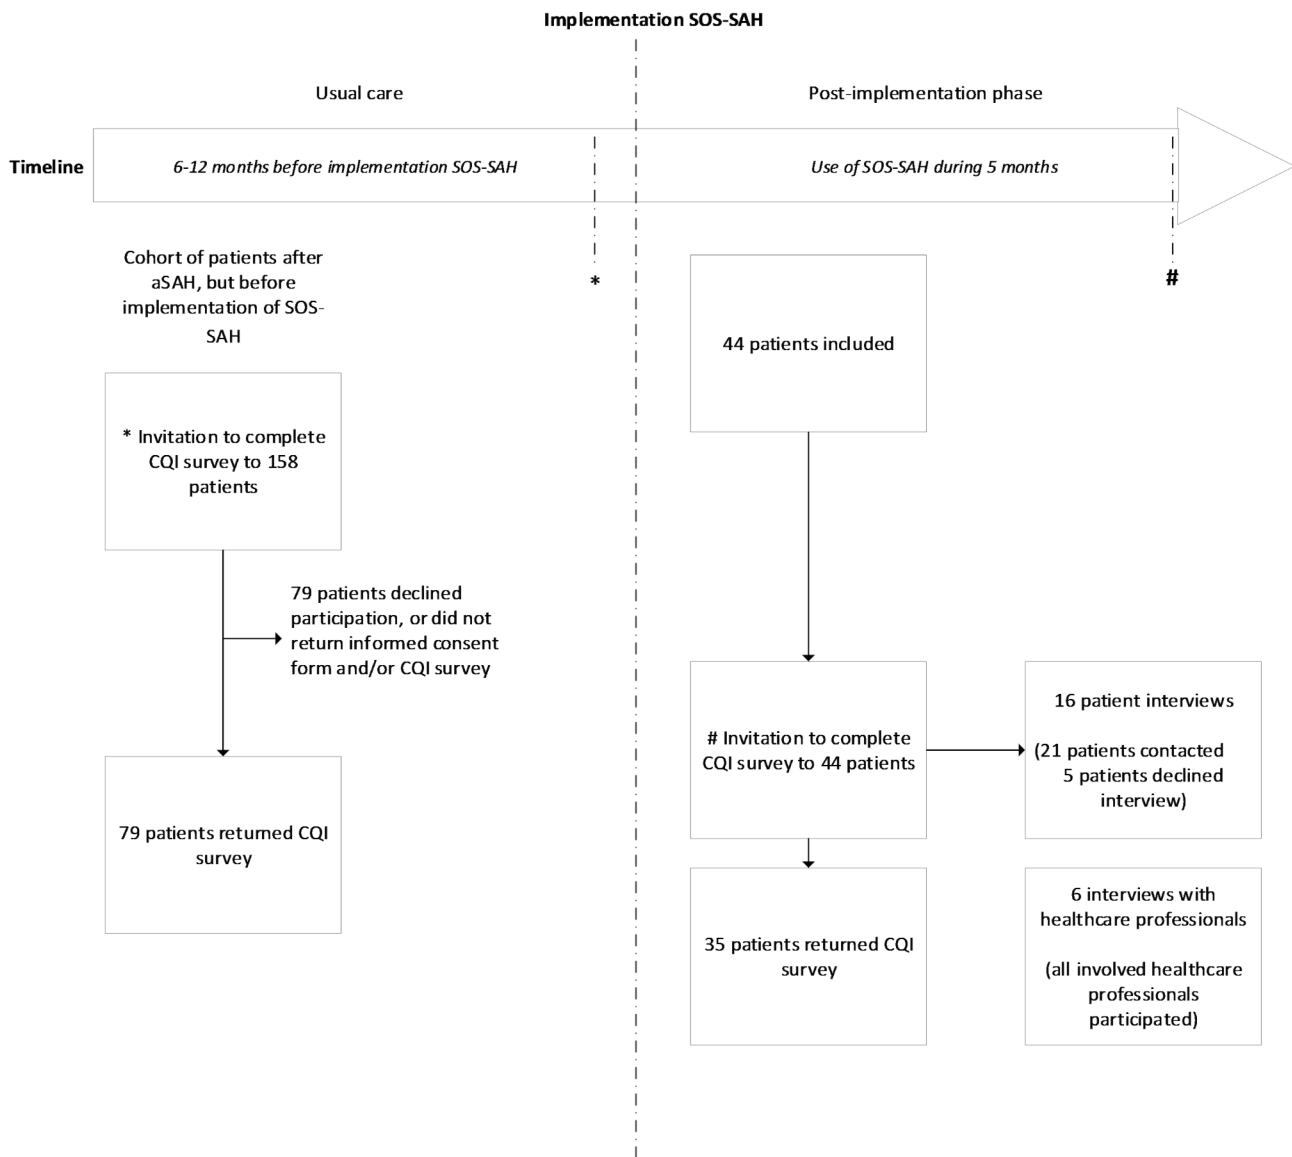 Implementation SOS-SAH
Usual care
Post-implementation phase
Timeline
6-12 months before implementation SOS-SAH
Use of SOS-SAH during 5 months
*
#
Cohort of patients after
aSAH, but before
implementation of SOS-
SAH
* Invitation to complete
CQI survey to 158
patients
79 patients declined
participation, or did not
return informed consent
form and/or CQI survey
79 patients returned CQI
survey
44 patients included
# Invitation to complete
CQI survey to 44 patients
16 patient interviews
(21 patients contacted
5 patients declined
interview)
35 patients returned CQI
survey
6 interviews with
healthcare professionals
(all involved healthcare
professionals
participated)